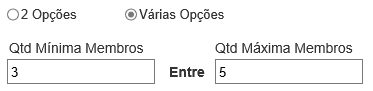 2 Opções Várias Opções
Qtd Mínima Membros Qtd Máxima Membros
3 Entre 5